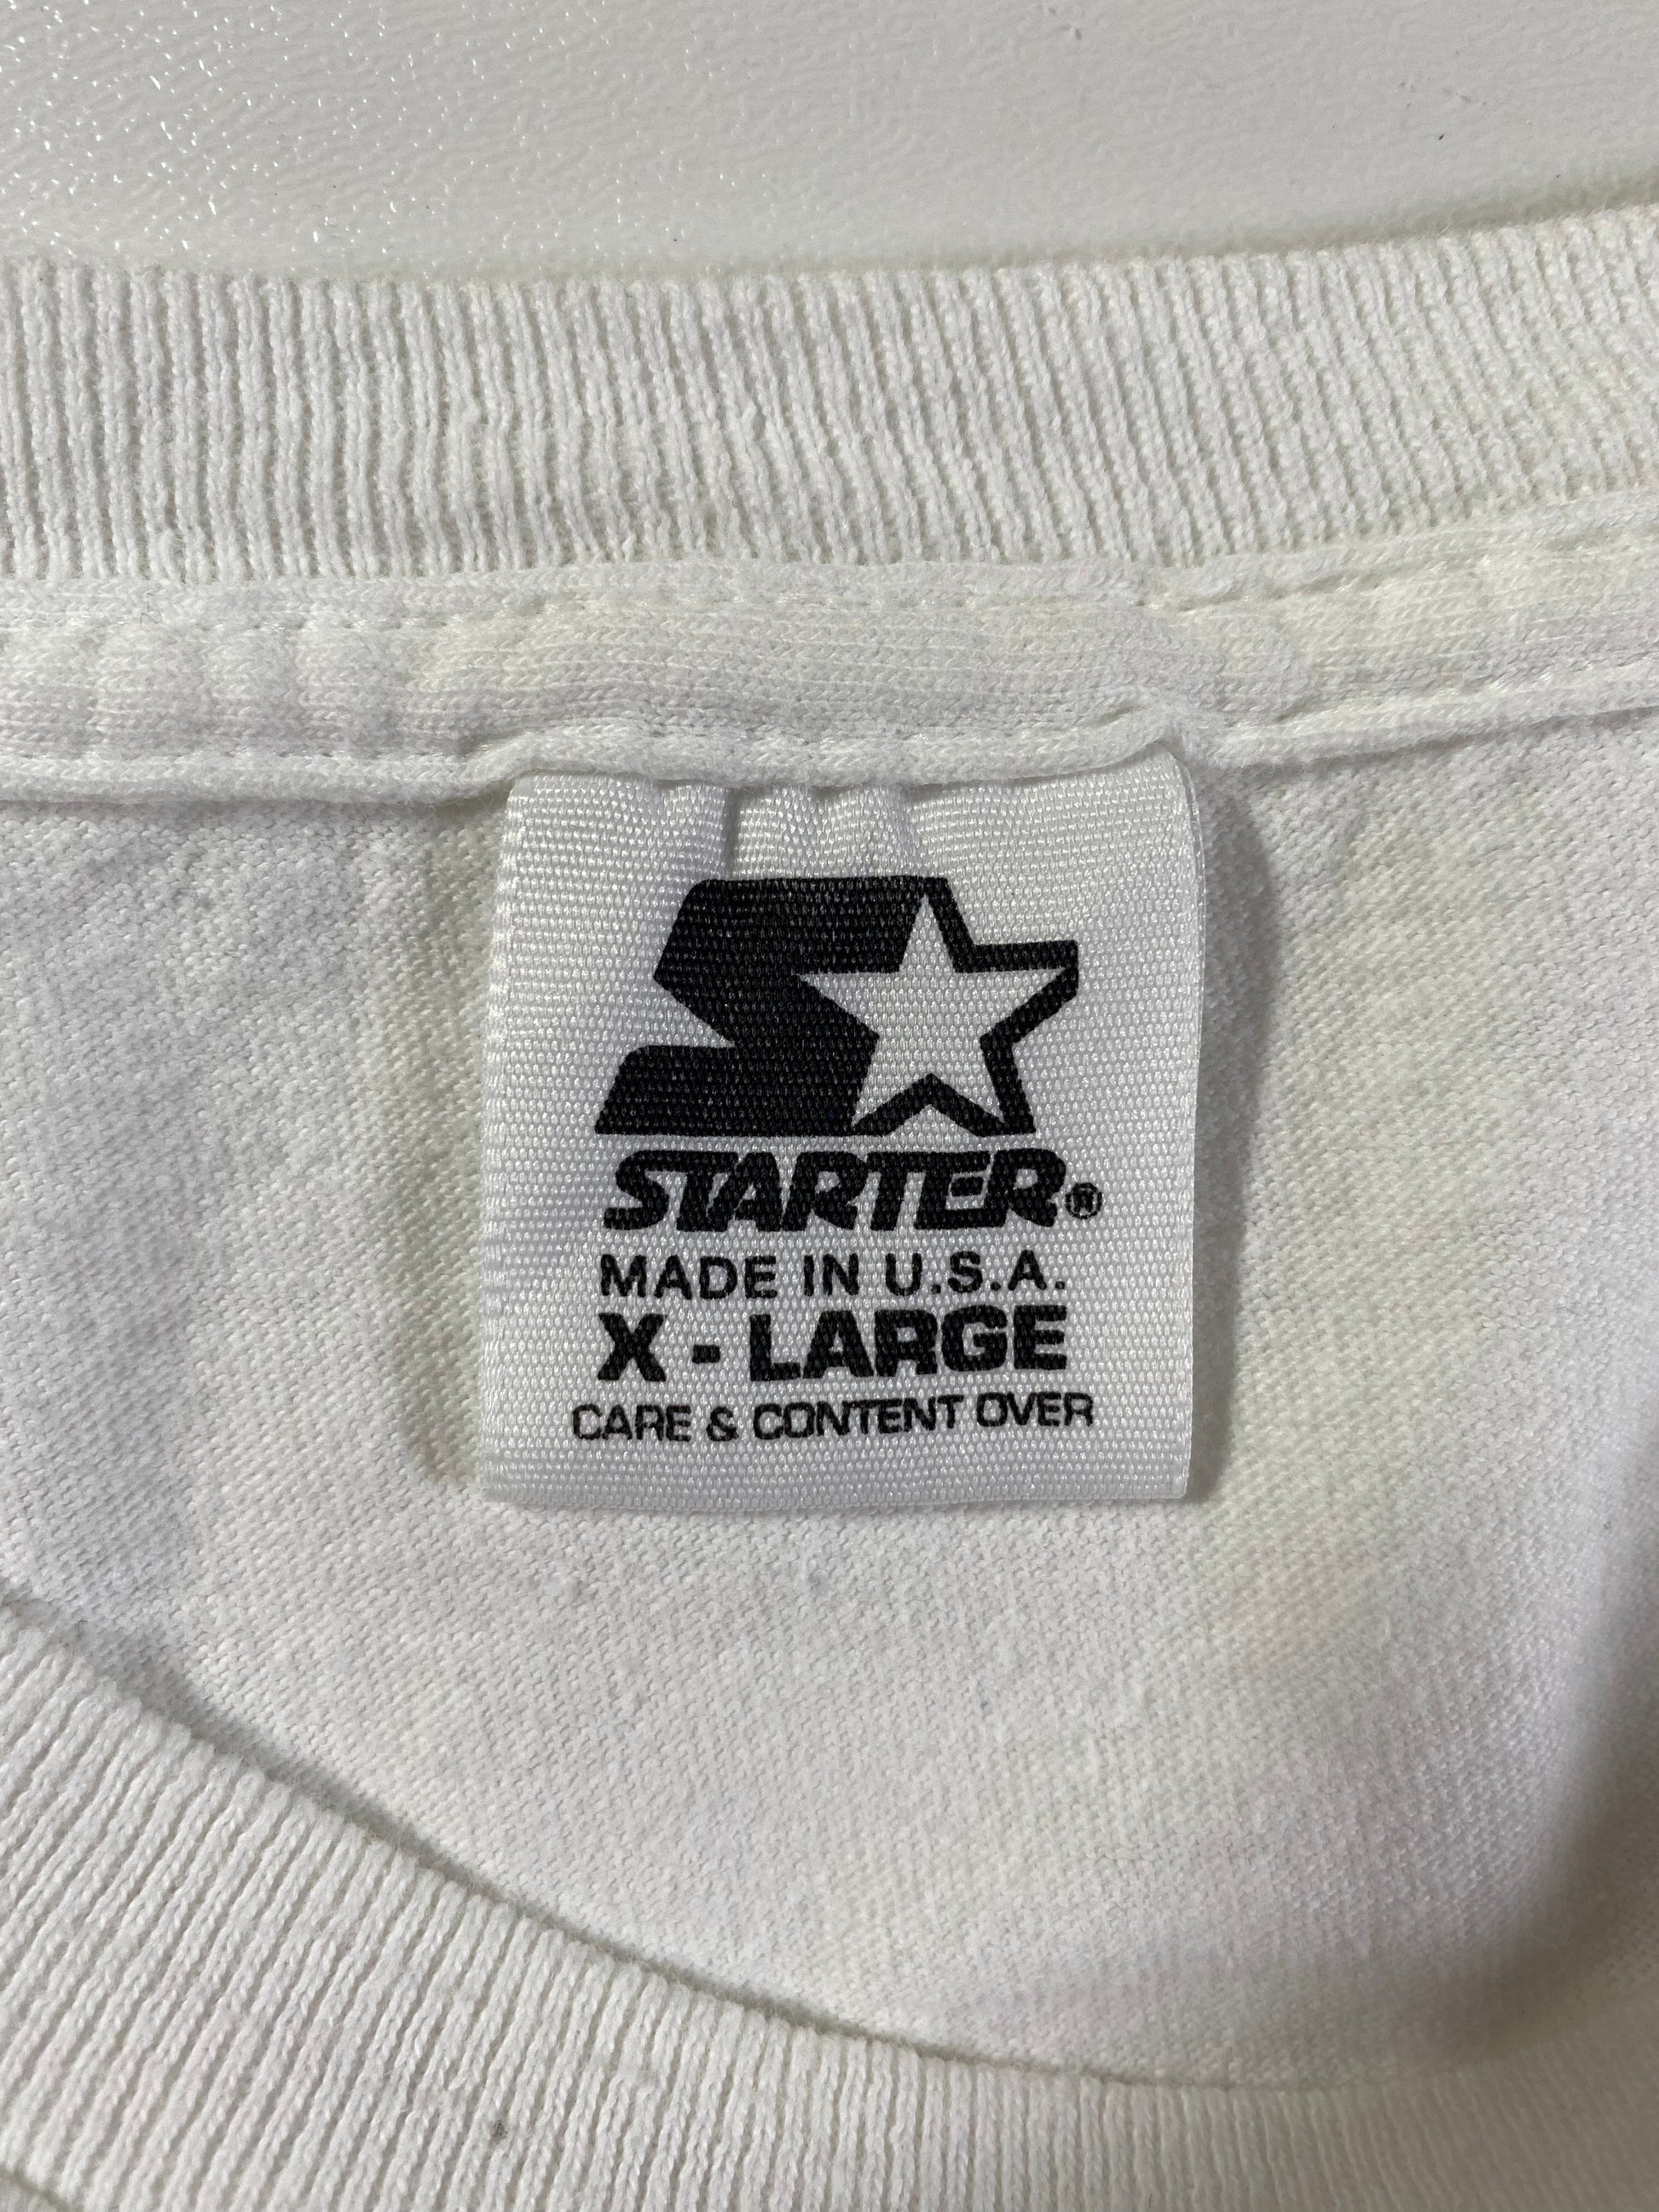 STARTER®
MADE IN U.S.A.
X-LARGE
CARE & CONTENT OVER